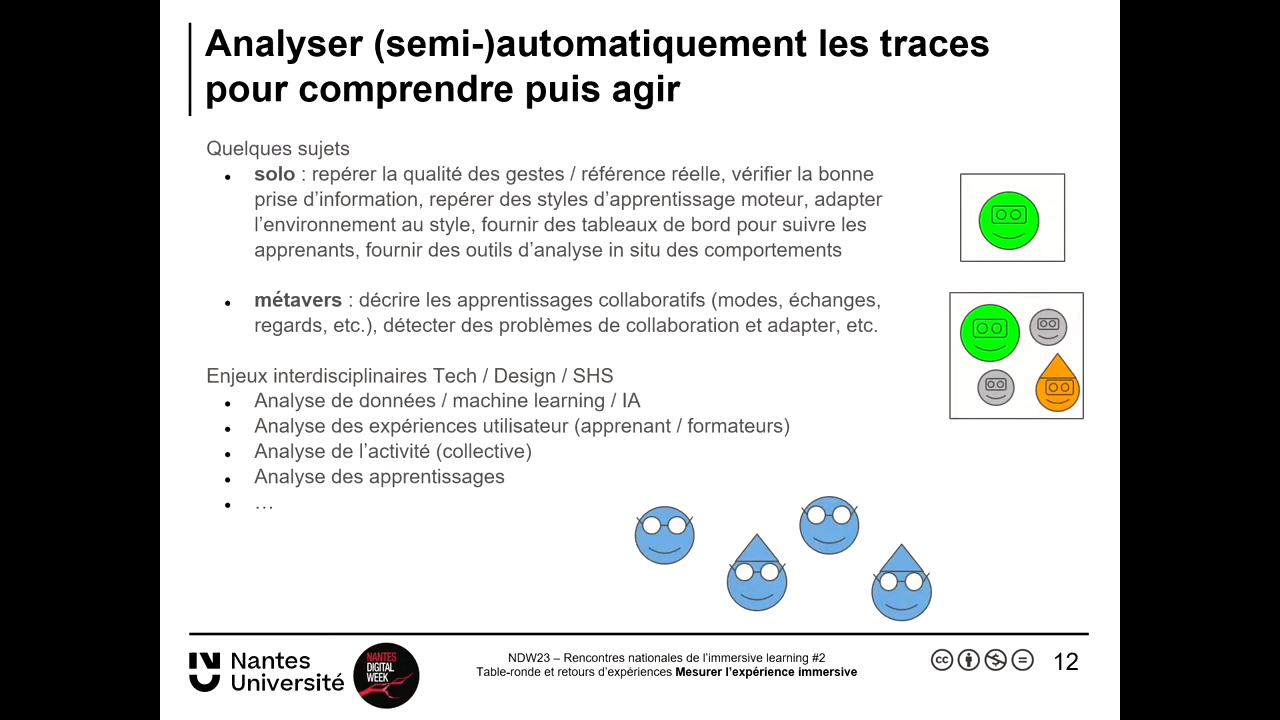 Analyser (semi-)automatiquement les traces
pour comprendre puis agir
Quelques sujets
• solo : repérer la qualité des gestes / référence réelle, vérifier la bonne
prise d'information, repérer des styles d'apprentissage moteur, adapter
l'environnement au style, fournir des tableaux de bord pour suivre les
apprenants, fournir des outils d'analyse in situ des comportements
• métavers : décrire les apprentissages collaboratifs (modes, échanges,
regards, etc.), détecter des problèmes de collaboration et adapter, etc.
Enjeux interdisciplinaires Tech / Design / SHS
• Analyse de données / machine learning / IA
• Analyse des expériences utilisateur (apprenant / formateurs)
• Analyse de l'activité (collective)
• Analyse des apprentissages
• …
Nantes
Université
NANTES
DIGITAL
WEEK
NDW23 – Rencontres nationales de l'immersive learning #2
Table-ronde et retours d'expériences Mesurer l'expérience immersive
cc
12